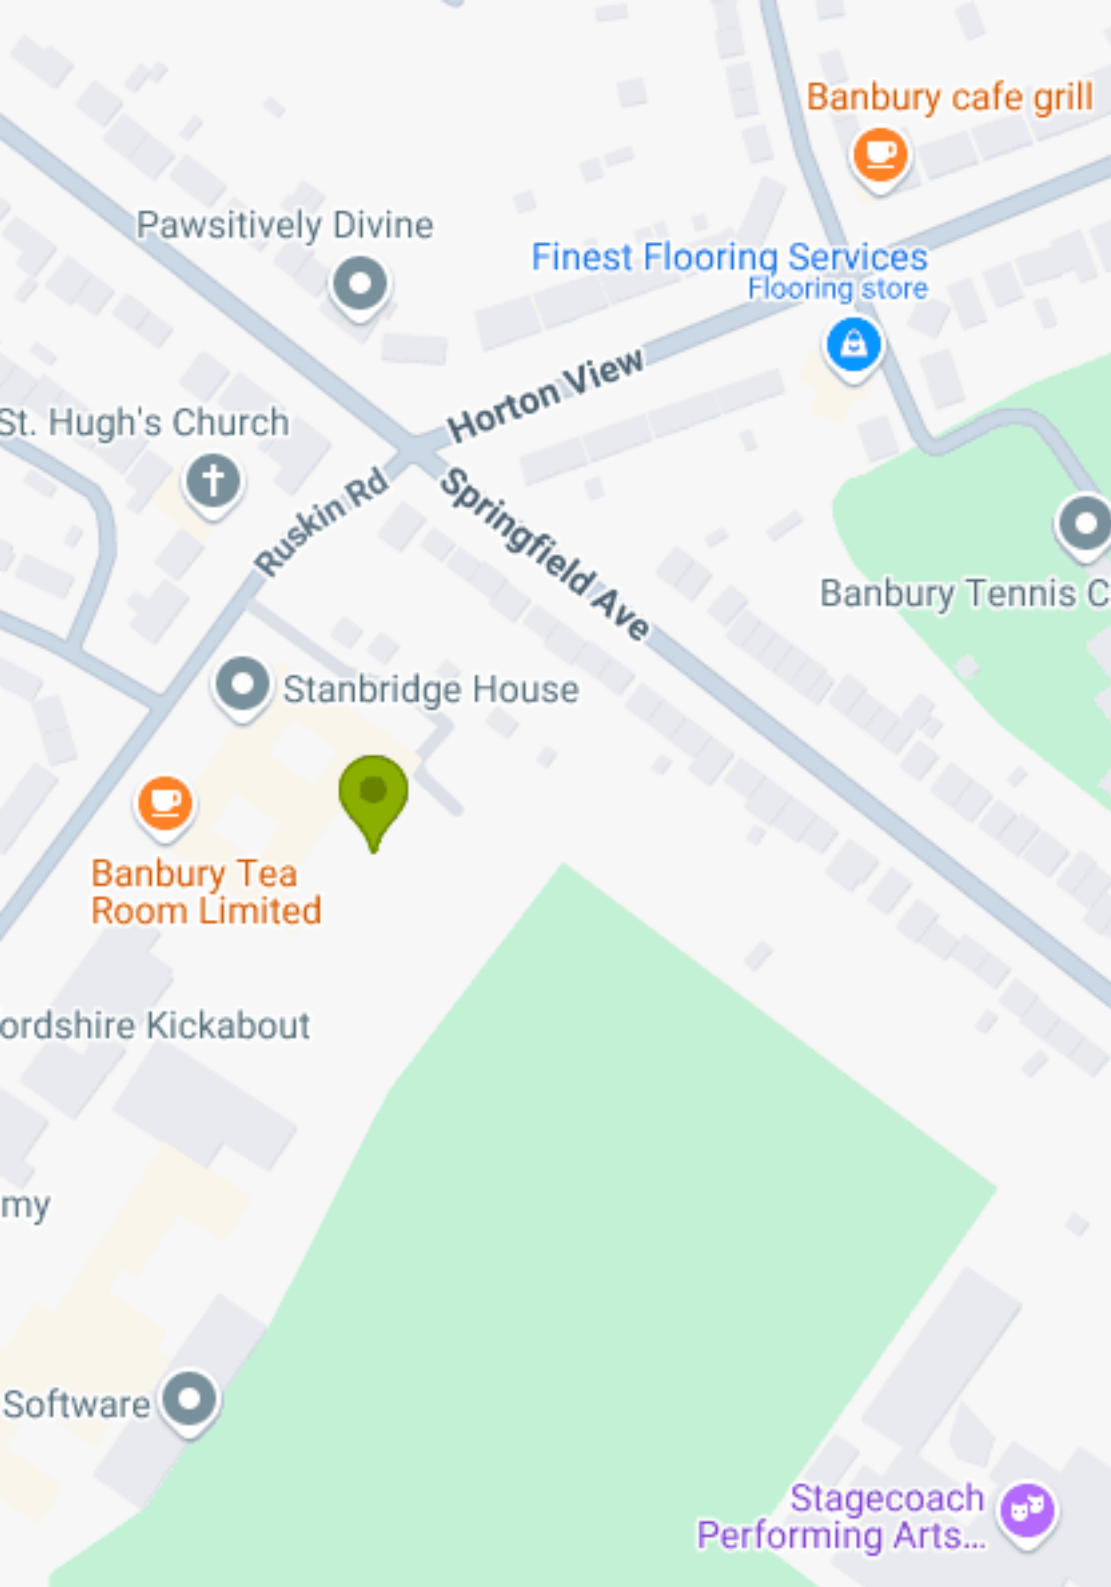 Banbury cafe grill
Pawsitively Divine
Finest Flooring Services
Flooring store
Horton View
St. Hugh's Church
Ruskin Rd
Springfield Ave
Banbury Tennis C
Stanbridge House
Banbury Tea
Room Limited
ordshire Kickabout
my
Software
Stagecoach
Performing Arts...